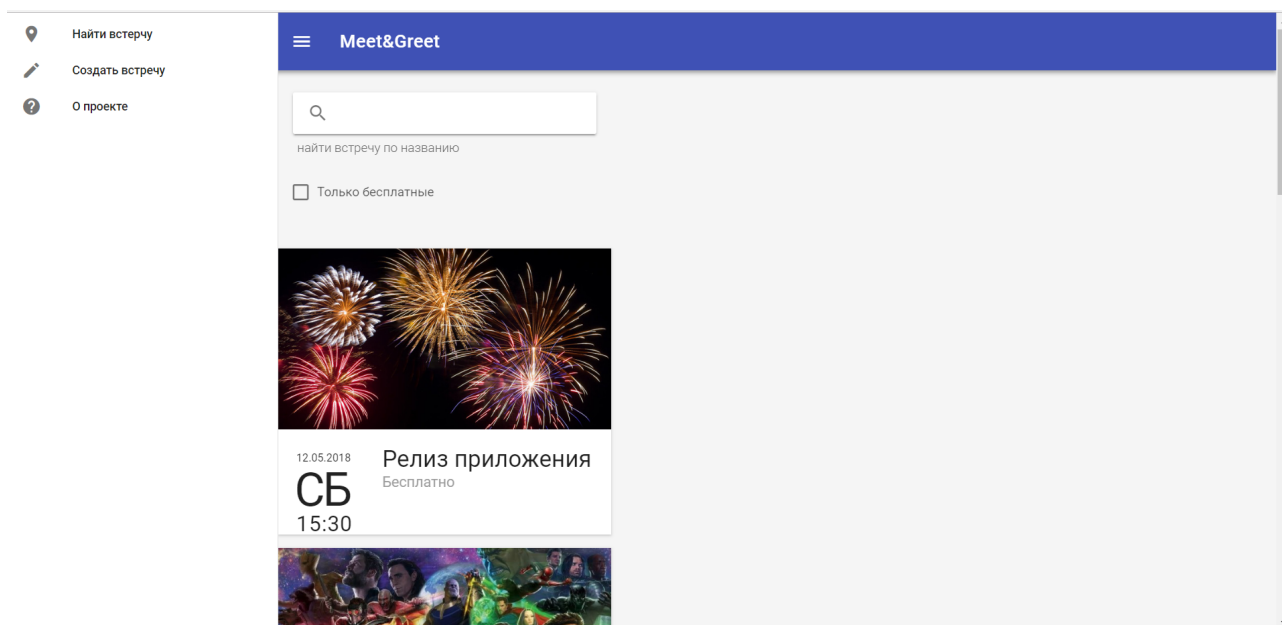 Найти встерчу
Создать встречу
О проекте
Meet&Greet
найти встречу по названию
Только бесплатные
12.05.2018
СБ
15:30
Релиз приложения
Бесплатно